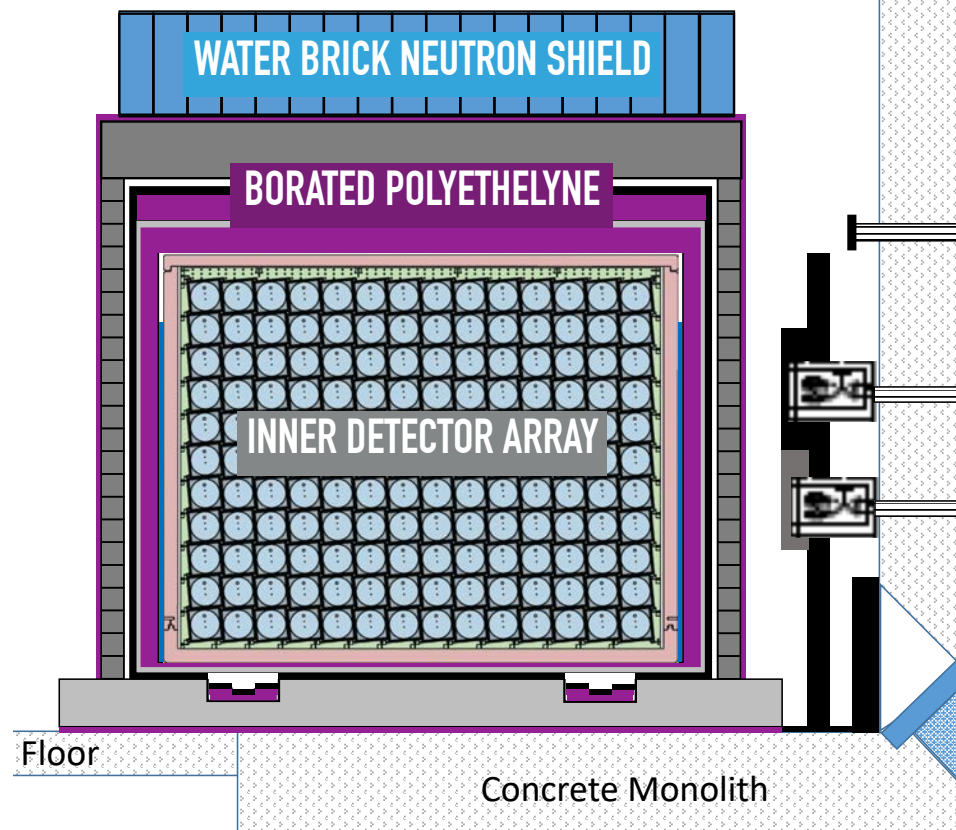 WATER BRICK NEUTRON SHIELD
BORATED POLYETHELYNE
INNER DETECTOR ARRAY
Floor
Concrete Monolith